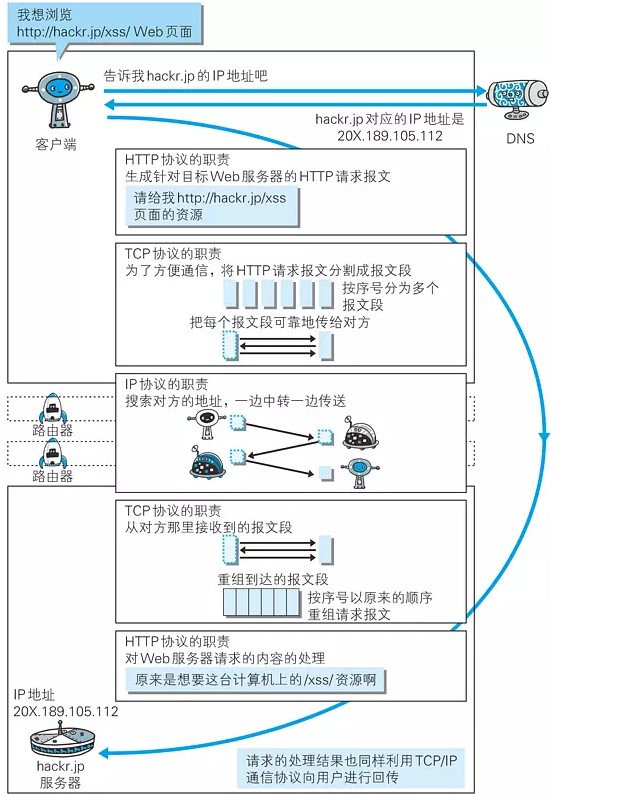 我想浏览
http://hackr.jp/xss/ Web页面
告诉我hackr.jp的IP地址吧
hackr.jp对应的IP地址是
20X.189.105.112
客户端
DNS
HTTP协议的职责
生成针对目标Web服务器的HTTP请求报文
请给我http://hackr.jp/xss
页面的资源
TCP协议的职责
为了方便通信，将HTTP请求报文分割成报文段
按序号分为多个
报文段
把每个报文段可靠地传给对方
IP协议的职责
搜索对方的地址，一边中转一边传送
路由器
路由器
TCP协议的职责
从对方那里接收到的报文段
重组到达的报文段
按序号以原来的顺序
重组请求报文
HTTP协议的职责
对Web服务器请求的内容的处理
原来是想要这台计算机上的/xss/资源啊
IP地址
20X.189.105.112
hackr.jp
服务器
请求的处理结果也同样利用TCP/IP
通信协议向用户进行回传